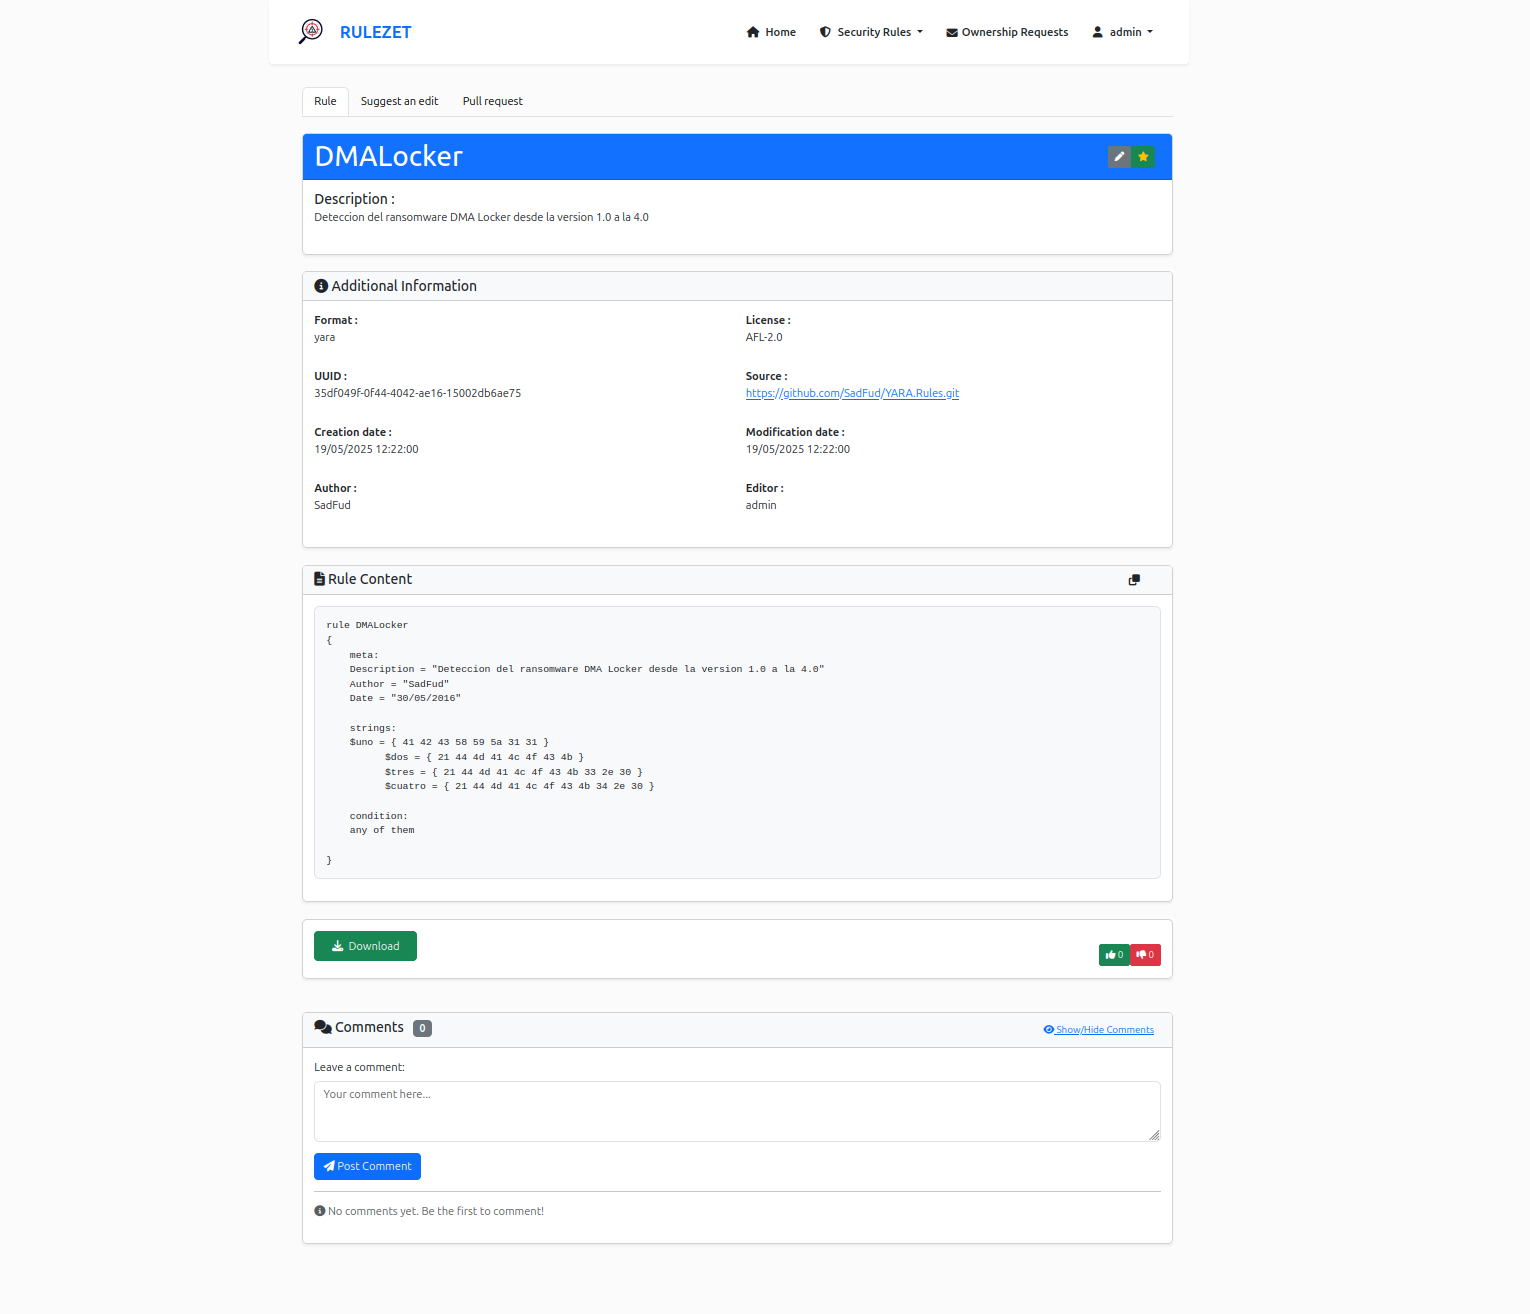 RULEZET
Home Security Rules Ownership Requests admin
Rule Suggest an edit Pull request
DMALocker
Description :
Deteccion del ransomware DMA Locker desde la version 1.0 a la 4.0
Additional Information
Format : License :
yara AFL-2.0
UUID : Source :
35df049f-0f44-4042-ae16-15002db6ae75 https://github.com/SadFud/YARA.Rules.git
Creation date : Modification date :
19/05/2025 12:22:00 19/05/2025 12:22:00
Author : Editor :
SadFud admin
Rule Content
rule DMALocker
{
meta:
Description = "Deteccion del ransomware DMA Locker desde la version 1.0 a la 4.0"
Author = "SadFud"
Date = "30/05/2016"
strings:
$uno = { 41 42 43 58 59 5a 31 31 }
$dos = { 21 44 4d 41 4c 4f 43 4b }
$tres = { 21 44 4d 41 4c 4f 43 4b 33 2e 30 }
$cuatro = { 21 44 4d 41 4c 4f 43 4b 34 2e 30 }
condition:
any of them
}
Download
0 0
Comments 0 Show/Hide Comments
Leave a comment:
Your comment here...
Post Comment
No comments yet. Be the first to comment!